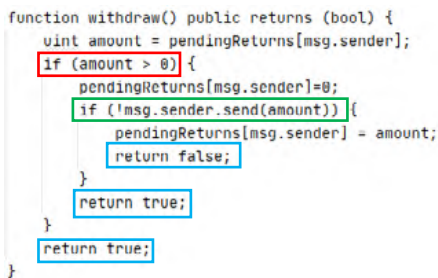 function withdraw() public returns (bool) {
uint amount = pendingReturns[msg.sender];
if (amount > 0) {
pendingReturns[msg.sender]=0;
if (!msg.sender.send(amount)) {
pendingReturns[msg.sender] = amount;
return false;
}
return true;
}
return true;
}